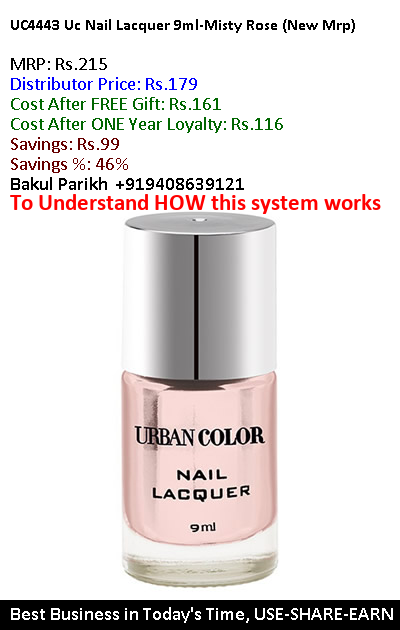 UC4443 Uc Nail Lacquer 9ml-Misty Rose (New Mrp)
MRP: Rs.215
Distributor Price: Rs.179
Cost After FREE Gift: Rs.161
Cost After ONE Year Loyalty: Rs.116
Savings: Rs.99
Savings %: 46%
Bakul Parikh +919408639121
To Understand HOW this system works
URBAN COLOR
NAIL
LACQUER
9ml
Best Business in Today's Time, USE-SHARE-EARN